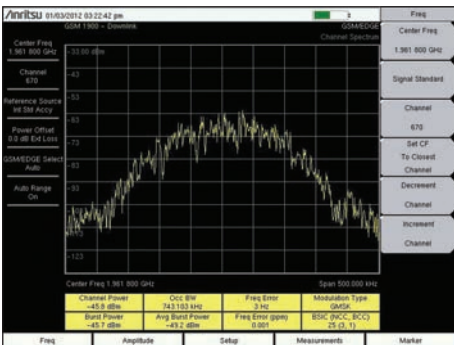 Anritsu 01/03/2012 03:22:42 pm
GSM 1900 - Downlink
GSM/EDGE
Channel Spectrum
Center Freq
1.961 800 GHz
Channel
670
Reference Source
Int Std Accy
Power Offset
0.0 dB Ext Loss
GSM/EDGE Select
Auto
Auto Range
On
-33.00 dBm
-43
-53
-63
-73
-83
-93
-113
-123
Center Freq 1.961 800 GHz
Span 500.000 kHz
Channel Power
-45.8 dBm
Occ BW
Freq Error
3 Hz
Modulation Type
GMSK
Burst Power
-45.7 dBm
Avg Burst Power
-49.2 dBm
Freq Error (ppm)
0.001
BSIC (NCC, BCC)
25 (3, 1)
Freq
Center Freq
1.961 800 GHz
Signal Standard
Channel
670
Set CF
To Closest
Channel
Decrement
Channel
Increment
Channel
Freq
Amplitude
Setup
Measurements
Marker